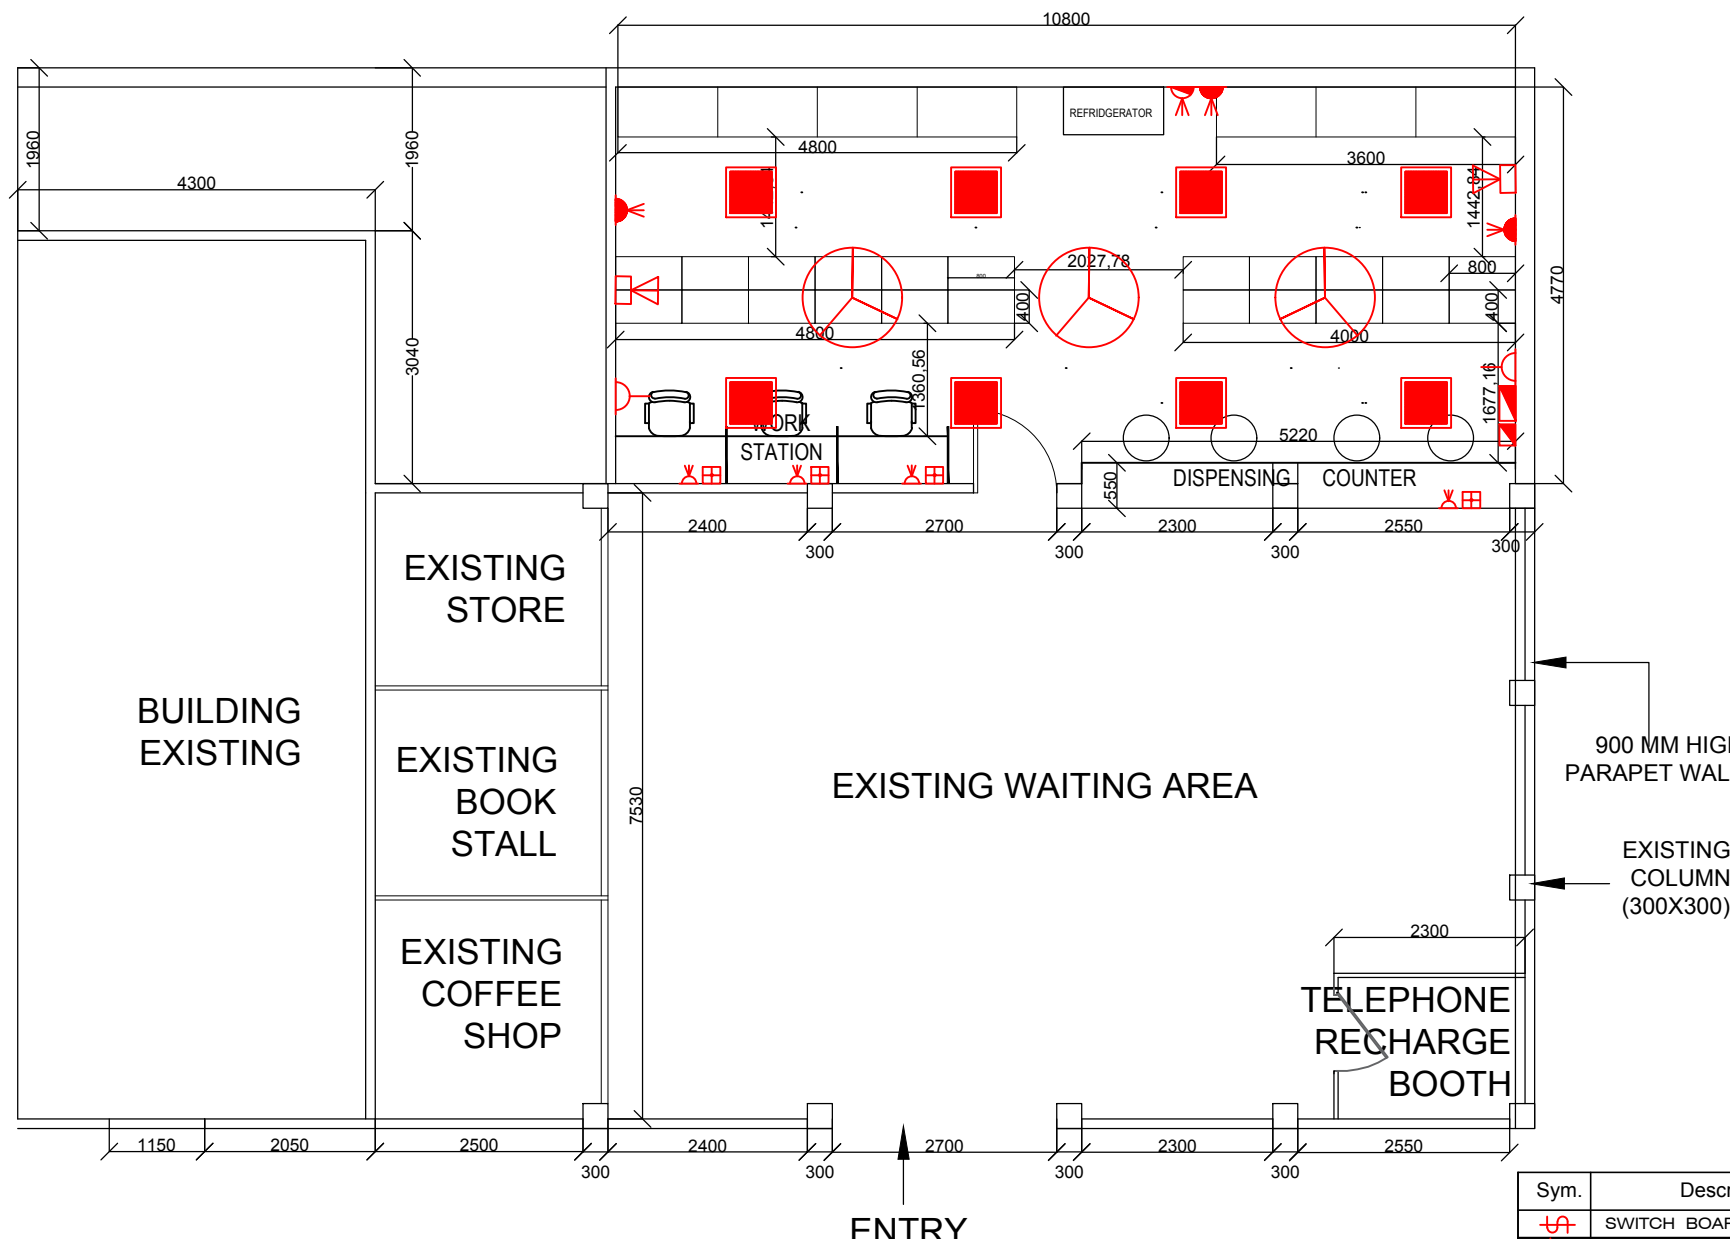 10800
REFRIDGERATOR
1960
1960
4800
3600
4300
1442,84
2027,78
800
4770
400
400
4800
4000
3040
1360,56
1677,16
WORK
STATION
5220
DISPENSING COUNTER
550
2400
2700
2300
2550
300
300
300
300
EXISTING
STORE
BUILDING
EXISTING
EXISTING
BOOK
STALL
EXISTING WAITING AREA
7530
900 MM HIGH
PARAPET WAL
EXISTING
COLUMN
(300X300)
2300
EXISTING
COFFEE
SHOP
TELEPHONE
RECHARGE
BOOTH
1150
2050
2500
2400
2700
2300
2550
300
300
300
300
ENTRY
Sym.
Descr
SWITCH BOAR